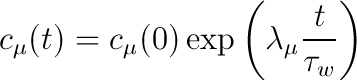 c_μ(t) = c_μ(0) exp(λ_μ t/τ_w)